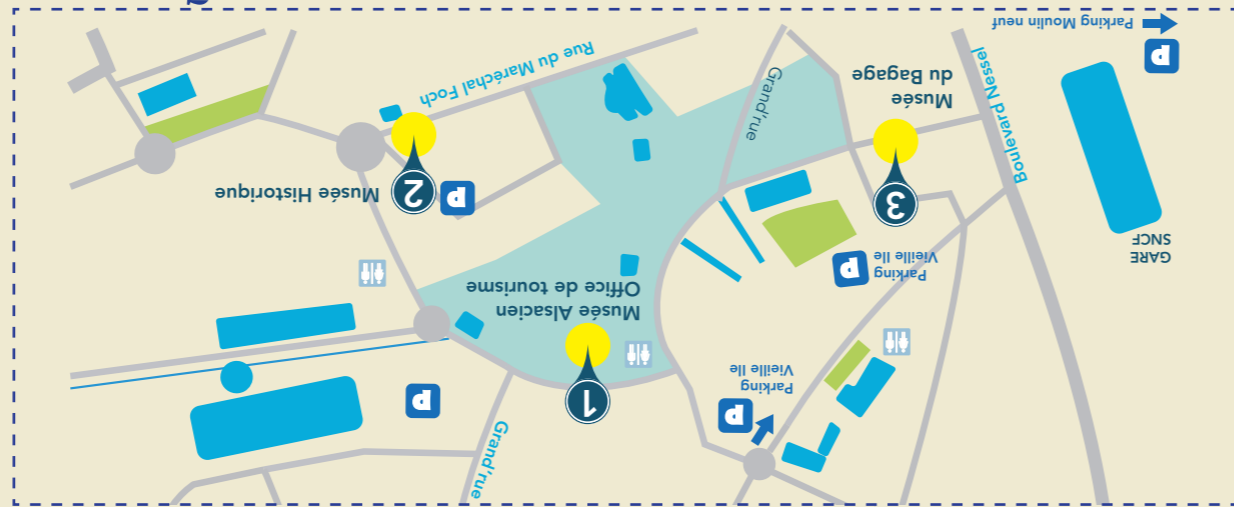 Grand'rue
P
Parking
Vieille Ile
1
P
Musée Alsacien
Office de tourisme
GARE
SNCF
Parking
Vieille Ile
P
3
Musée
du Bagage
2
P
Musée Historique
Boulevard Nessel
Grand'rue
Rue du Maréchal Foch
P
Parking Moulin neuf